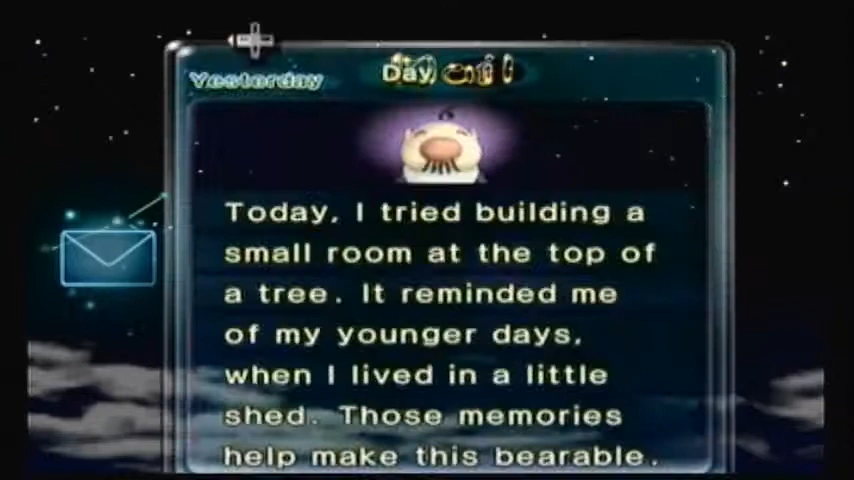 Yesterday
Day
Today, I tried building a
small room at the top of
a tree. It reminded me
of my younger days,
when I lived in a little
shed. Those memories
help make this bearable.